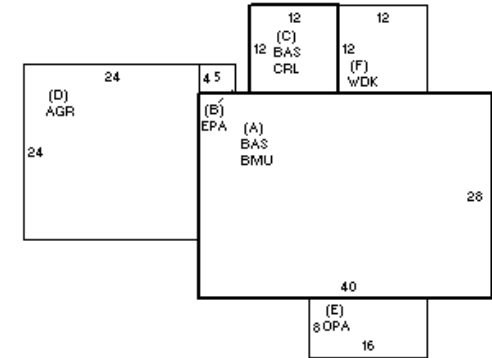 12
12
(C)
12 BAS
CRL
12
(F)
WDK
24
4 5
(D)
AGR
(B)
EPA
(A)
BAS
BMU
24
28
40
(E)
8 OPA
16